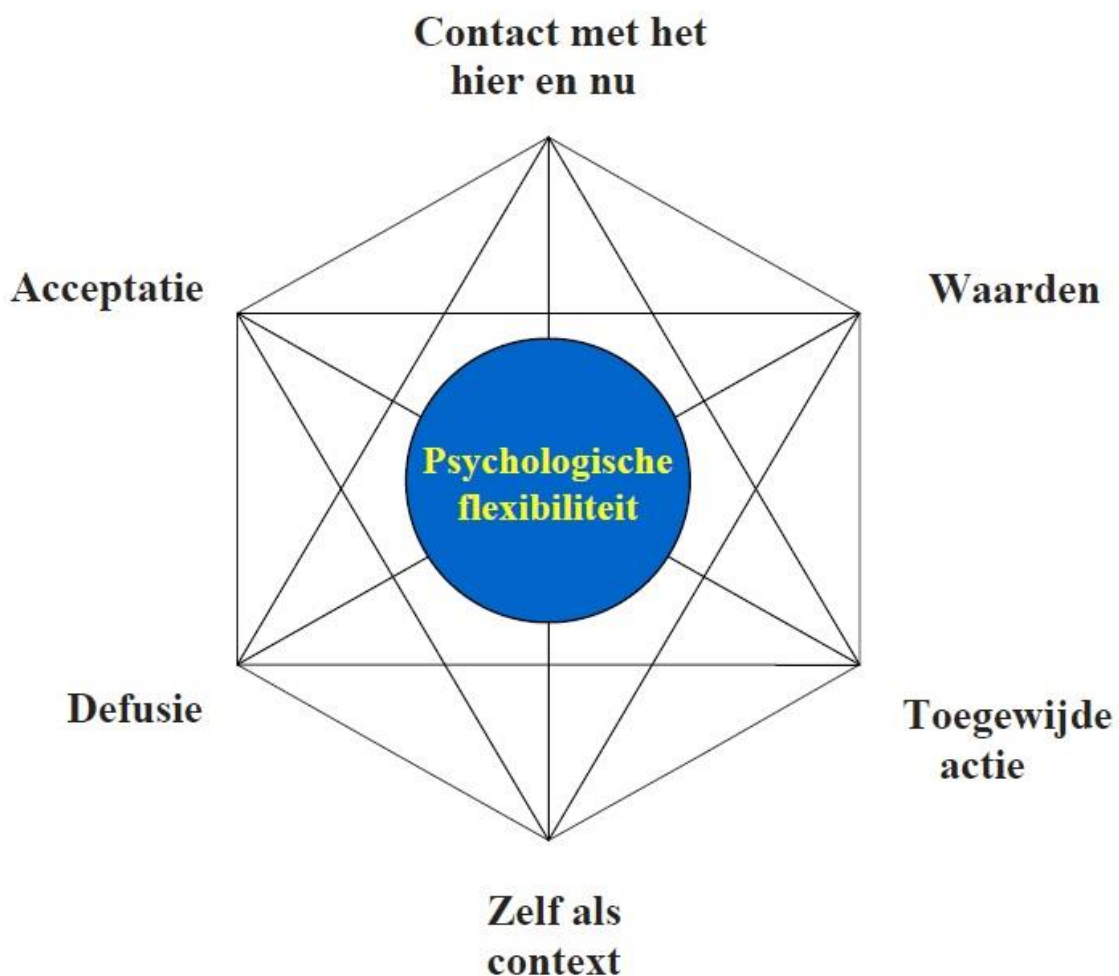 Contact met het
hier en nu
Acceptatie
Waarden
Psychologische
flexibiliteit
Defusie
Toegewijde
actie
Zelf als
context